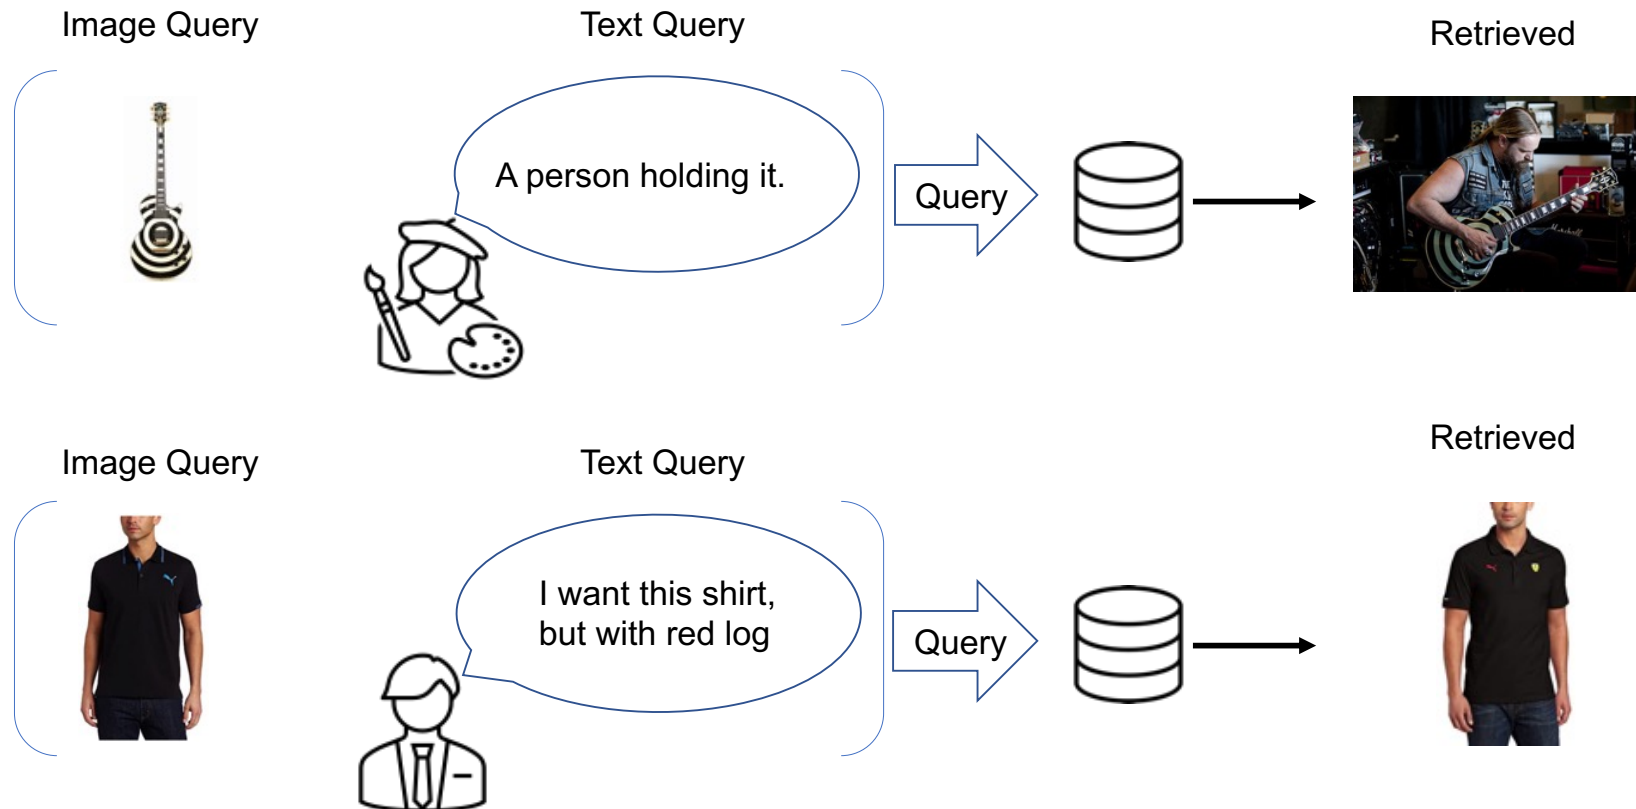 Image Query
Text Query
Retrieved
A person holding it.
Query
Marshall
Image Query
Text Query
Retrieved
I want this shirt,
but with red log
Query